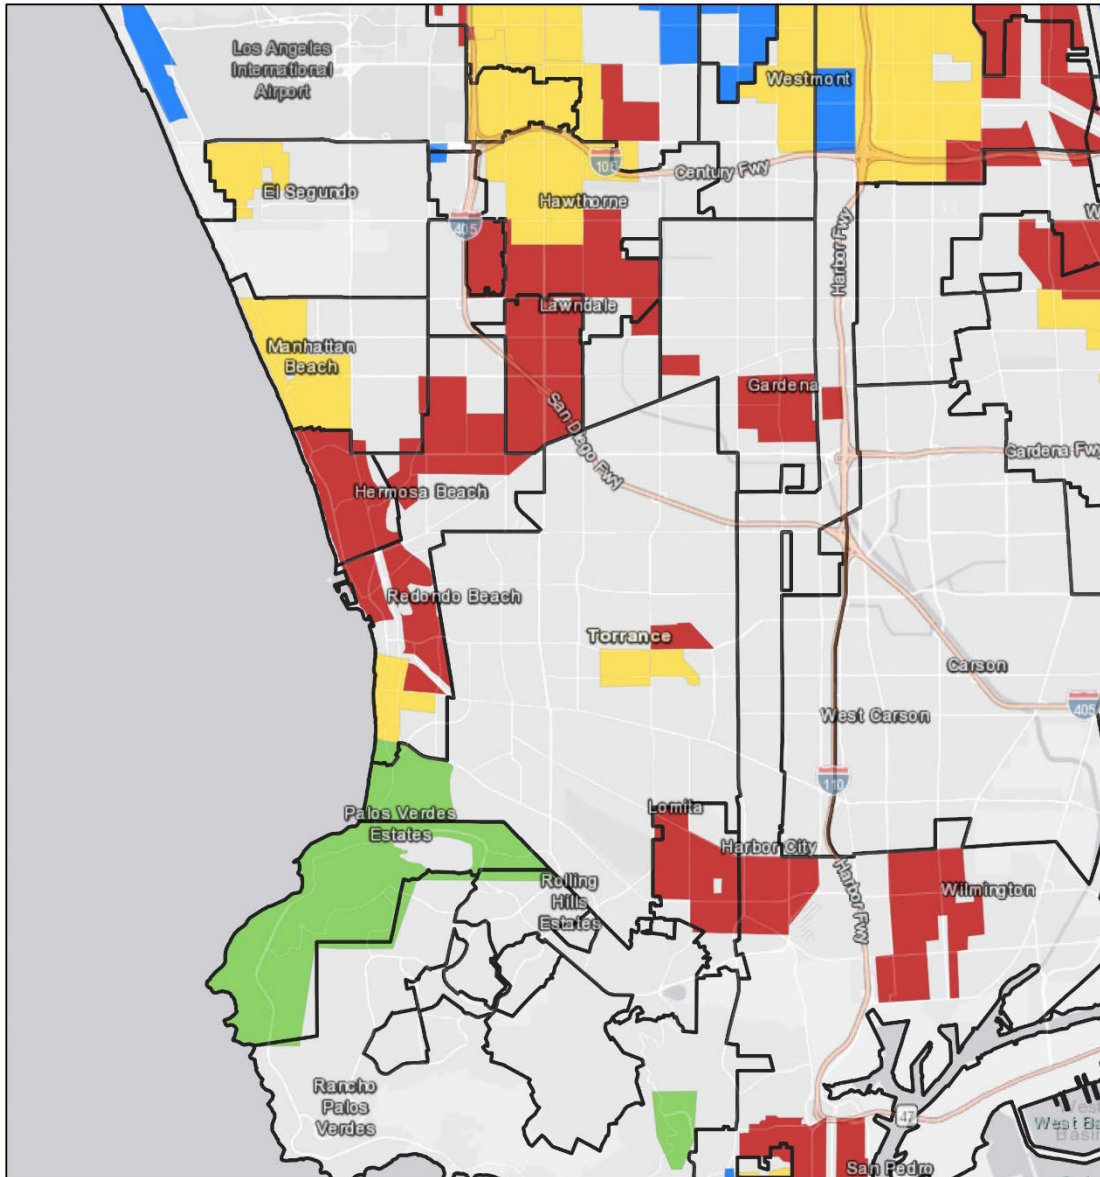 Los Angeles
International
Airport
Westmont
105
Century Fwy
El Segundo
Hawthorne
405
Harbor Fwy
W
Lawndale
Manhattan
Beach
San Diego Fwy
Gardena
Gardena Fwy
Hermosa Beach
Redondo Beach
Torrance
Carson
405
West Carson
110
Palos Verdes
Estates
Lomita
Harbor City
Harbor Fwy
Rolling
Hills
Estates
Wilmington
Rancho
Palos
Verdes
47
West Ba
Basin
San Pedro